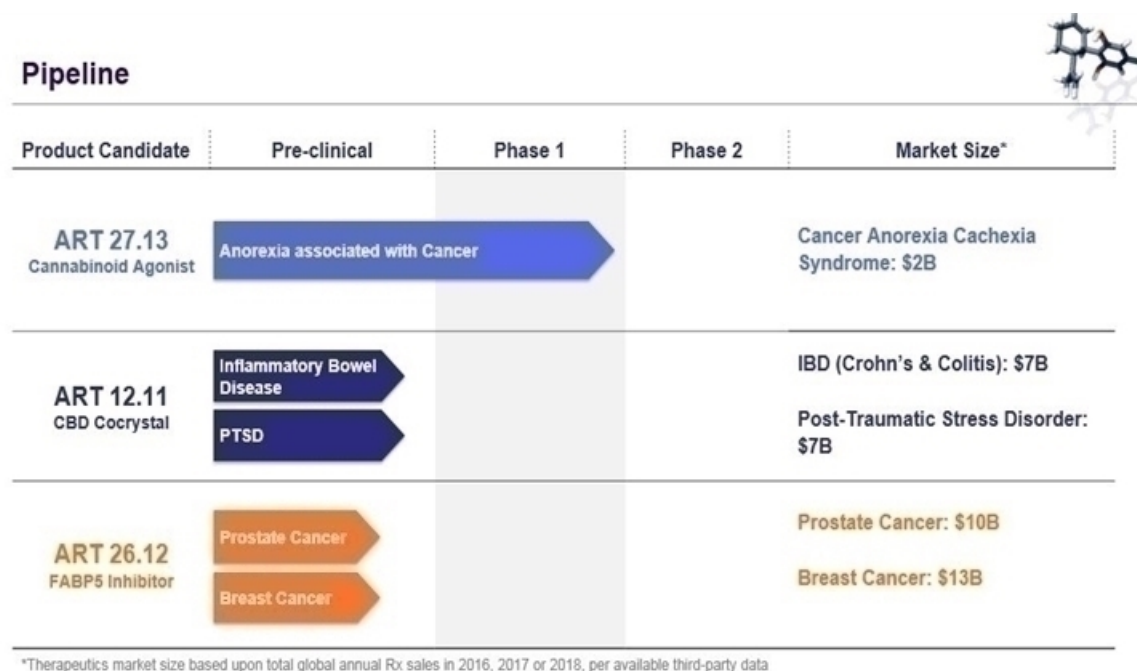 Pipeline
Product Candidate Pre-clinical Phase 1 Phase 2 Market Size*
ART 27.13
Cannabinoid Agonist
Anorexia associated with Cancer
Cancer Anorexia Cachexia
Syndrome: $2B
ART 12.11
CBD Cocrystal
Inflammatory Bowel
Disease
PTSD
IBD (Crohn's & Colitis): $7B
Post-Traumatic Stress Disorder:
$7B
ART 26.12
FABP5 Inhibitor
Prostate Cancer
Breast Cancer
Prostate Cancer: $10B
Breast Cancer: $13B
*Therapeutics market size based upon total global annual Rx sales in 2016, 2017 or 2018, per available third-party data